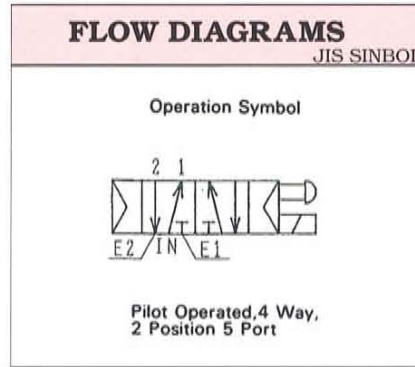 FLOW DIAGRAMS
JIS SINBOL
Operation Symbol
2 1
E2 IN E1
Pilot Operated,4 Way,
2 Position 5 Port